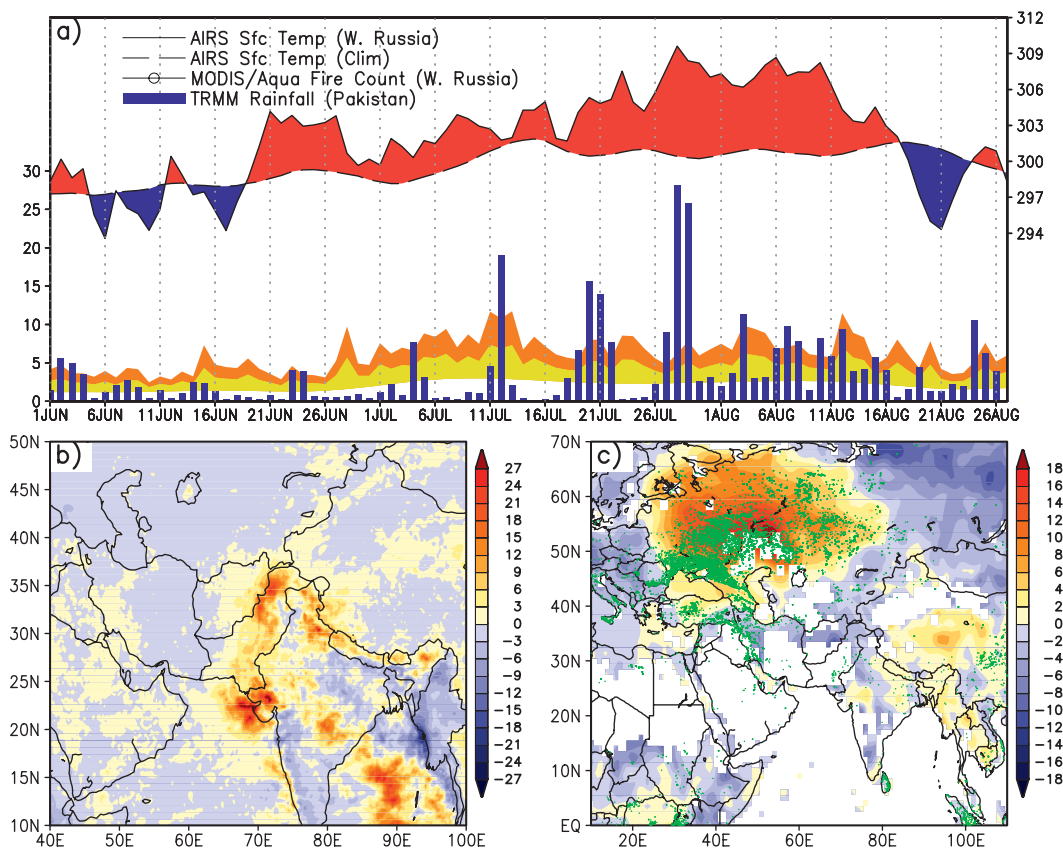 a)
AIRS Sfc Temp (W. Russia)
AIRS Sfc Temp (Clim)
MODIS/Aqua Fire Count (W. Russia)
TRMM Rainfall (Pakistan)
312
309
306
303
300
297
294
30
25
20
15
10
5
0
1JUN 6JUN 11JUN 16JUN 21JUN 26JUN 1JUL 6JUL 11JUL 16JUL 21JUL 26JUL 1AUG 6AUG 11AUG 16AUG 21AUG 26AUG
b)
50N
45N
40N
35N
30N
25N
20N
15N
10N
40E 50E 60E 70E 80E 90E 100E
27
24
21
18
15
12
9
6
3
0
−3
−6
−9
−12
−15
−18
−21
−24
−27
c)
70N
60N
50N
40N
30N
20N
10N
EQ
20E 40E 60E 80E 100E
18
16
14
12
10
8
6
4
2
0
−2
−4
−6
−8
−10
−12
−14
−16
−18